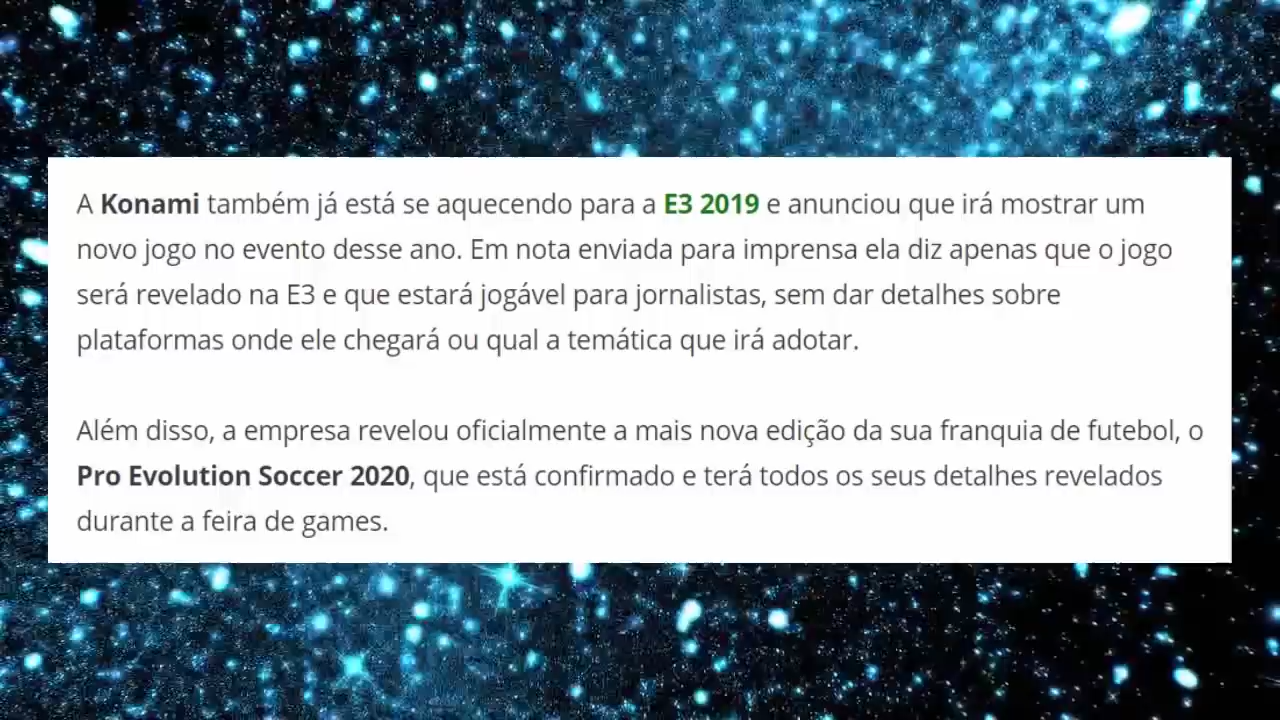 A Konami também já está se aquecendo para a E3 2019 e anunciou que irá mostrar um
novo jogo no evento desse ano. Em nota enviada para imprensa ela diz apenas que o jogo
será revelado na E3 e que estará jogável para jornalistas, sem dar detalhes sobre
plataformas onde ele chegará ou qual a temática que irá adotar.
Além disso, a empresa revelou oficialmente a mais nova edição da sua franquia de futebol, o
Pro Evolution Soccer 2020, que está confirmado e terá todos os seus detalhes revelados
durante a feira de games.